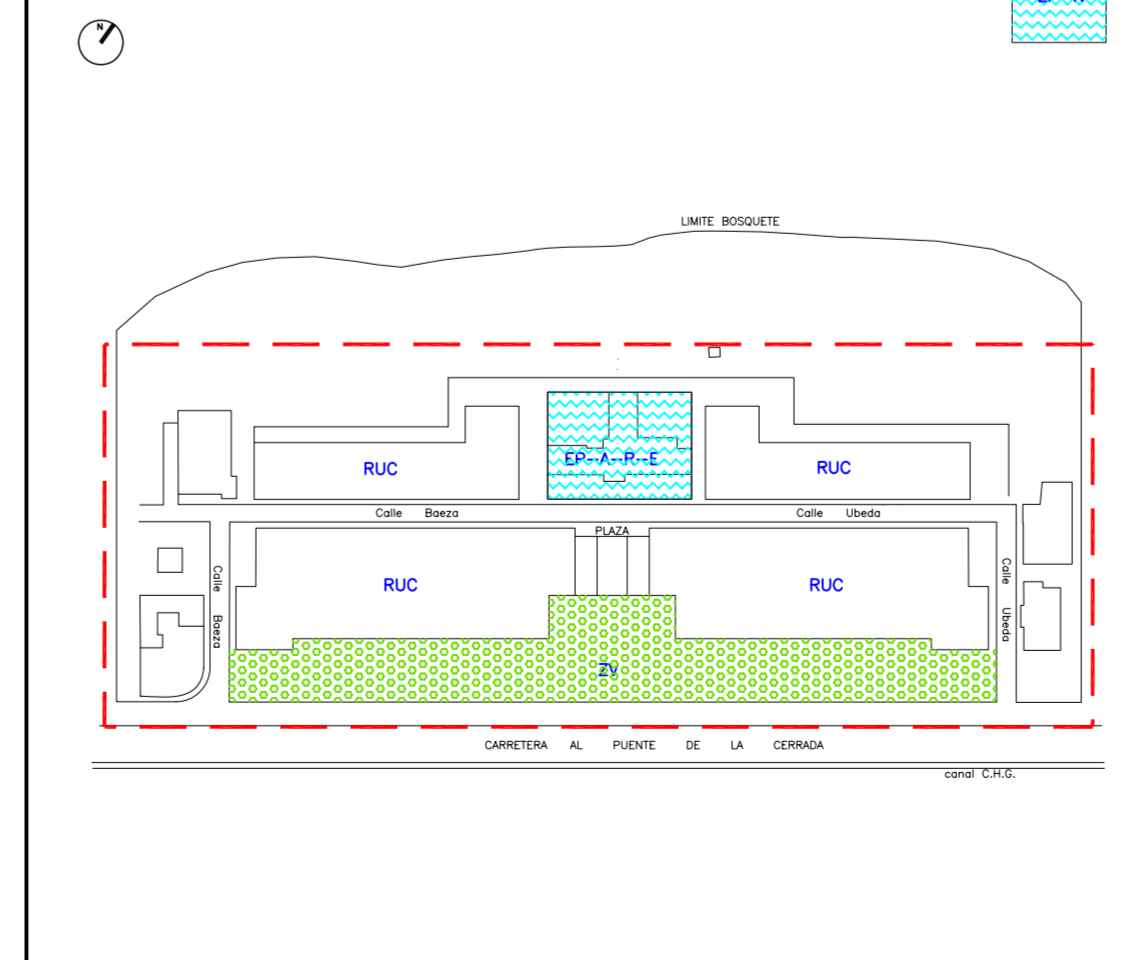 N
LIMITE BOSQUETE
RUC
EP--A--R--E
RUC
Calle Baeza
Calle Ubeda
PLAZA
Calle Baeza
RUC
RUC
Calle Ubeda
ZV
CARRETERA AL PUENTE DE LA CERRADA
canal C.H.G.